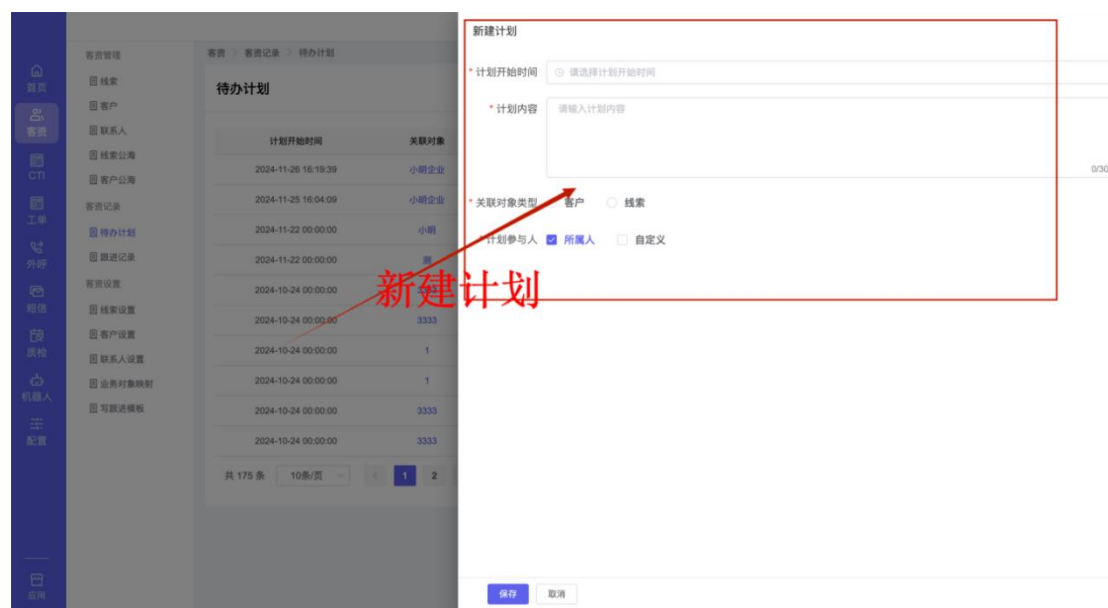 首页
客资
CTI
工单
外呼
短信
质检
机器人
配置
应用
客资管理
线索
客户
联系人
线索公海
客户公海
客资记录
待办计划
跟进记录
客资设置
线索设置
客户设置
联系人设置
业务对象映射
写跟进模板
客资 > 客资记录 > 待办计划
待办计划
计划开始时间 关联对象
2024-11-26 16:19:39 小明企业
2024-11-25 16:04:09 小明企业
2024-11-22 00:00:00 小明
2024-11-22 00:00:00 测
2024-10-24 00:00:00 3333
2024-10-24 00:00:00 3333
2024-10-24 00:00:00 1
2024-10-24 00:00:00 1
2024-10-24 00:00:00 3333
2024-10-24 00:00:00 3333
共 175 条 10条/页 < 1 2
新建计划
* 计划开始时间 请选择计划开始时间
* 计划内容 请输入计划内容
0/30
* 关联对象类型 客户 线索
计划参与人 所属人 自定义
新建计划
保存 取消